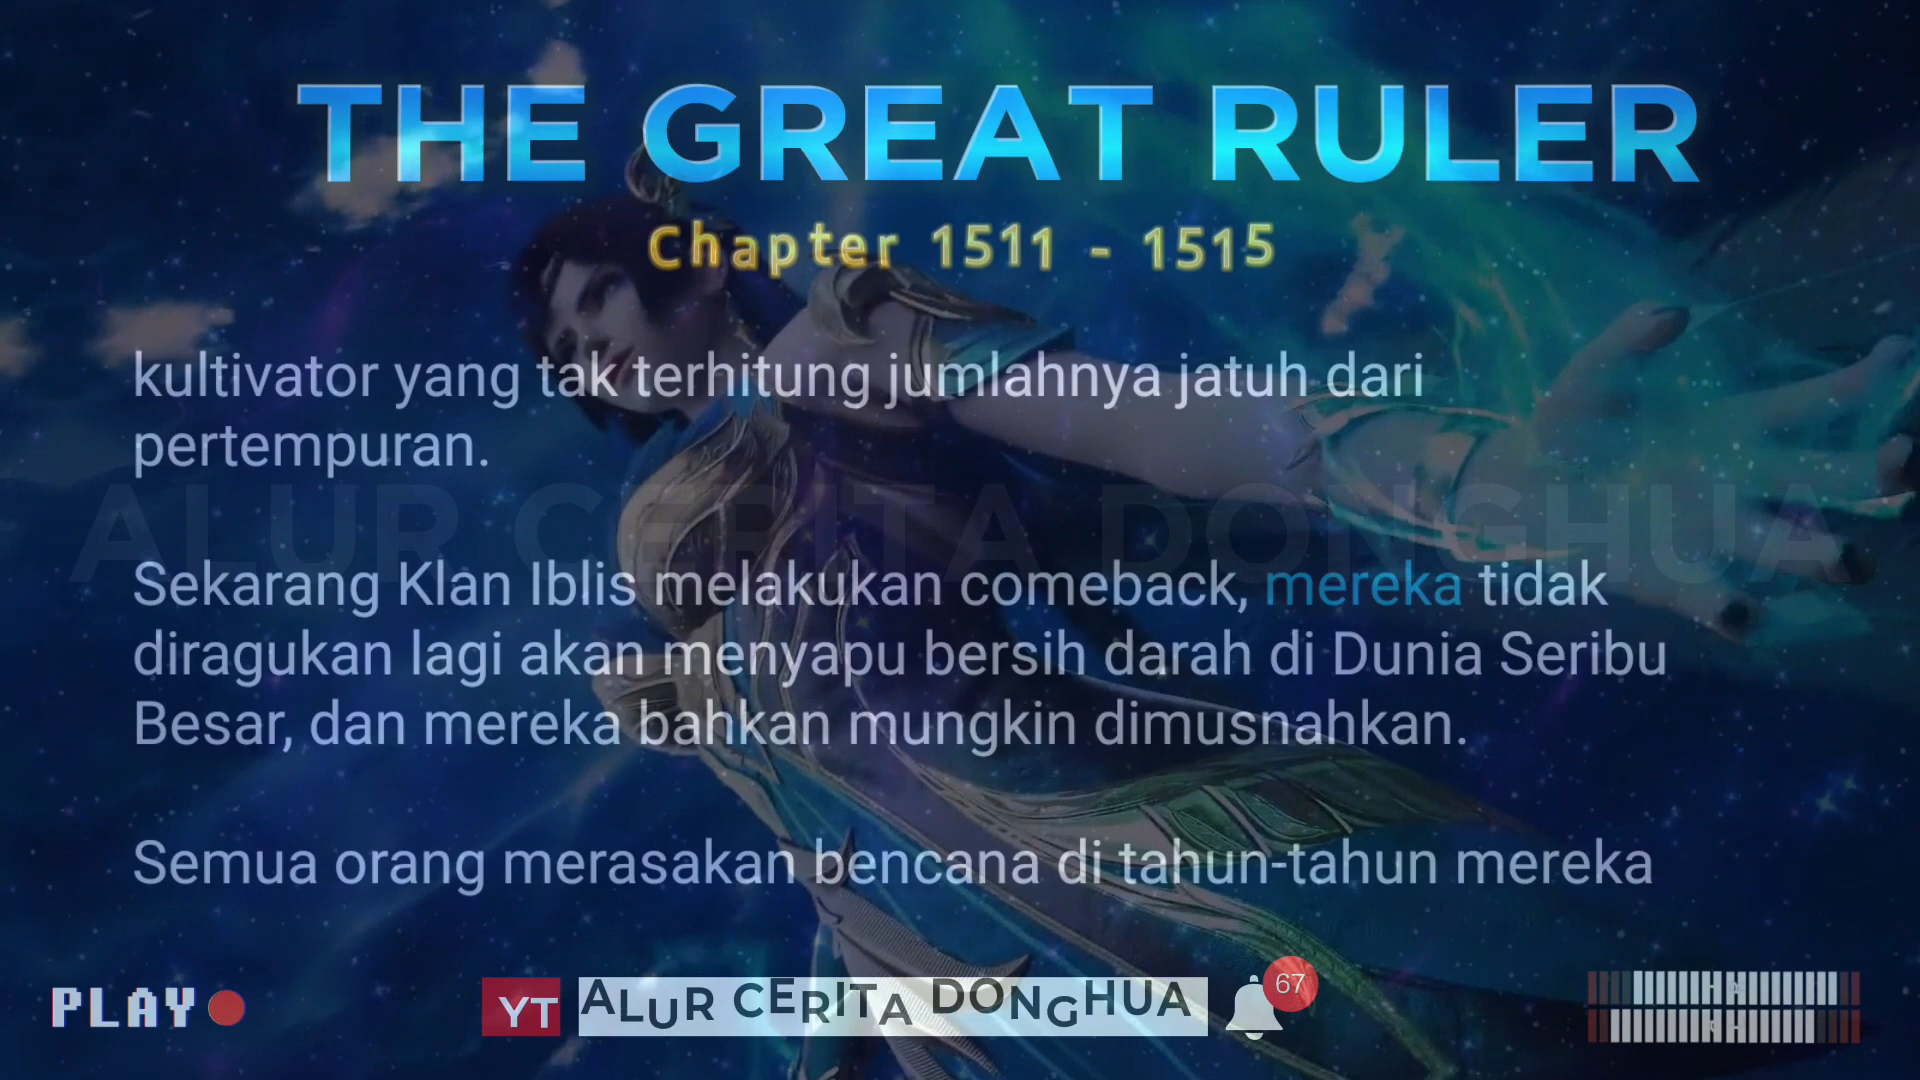 THE GREAT RULER
Chapter 1511 - 1515
kultivator yang tak terhitung jumlahnya jatuh dari
pertempuran.
ALUR CERITA DONGHUA
Sekarang Klan Iblis melakukan comeback, mereka tidak
diragukan lagi akan menyapu bersih darah di Dunia Seribu
Besar, dan mereka bahkan mungkin dimusnahkan.
Semua orang merasakan bencana di tahun-tahun mereka
PLAY
YT ALUR CERITA DONGHUA
67